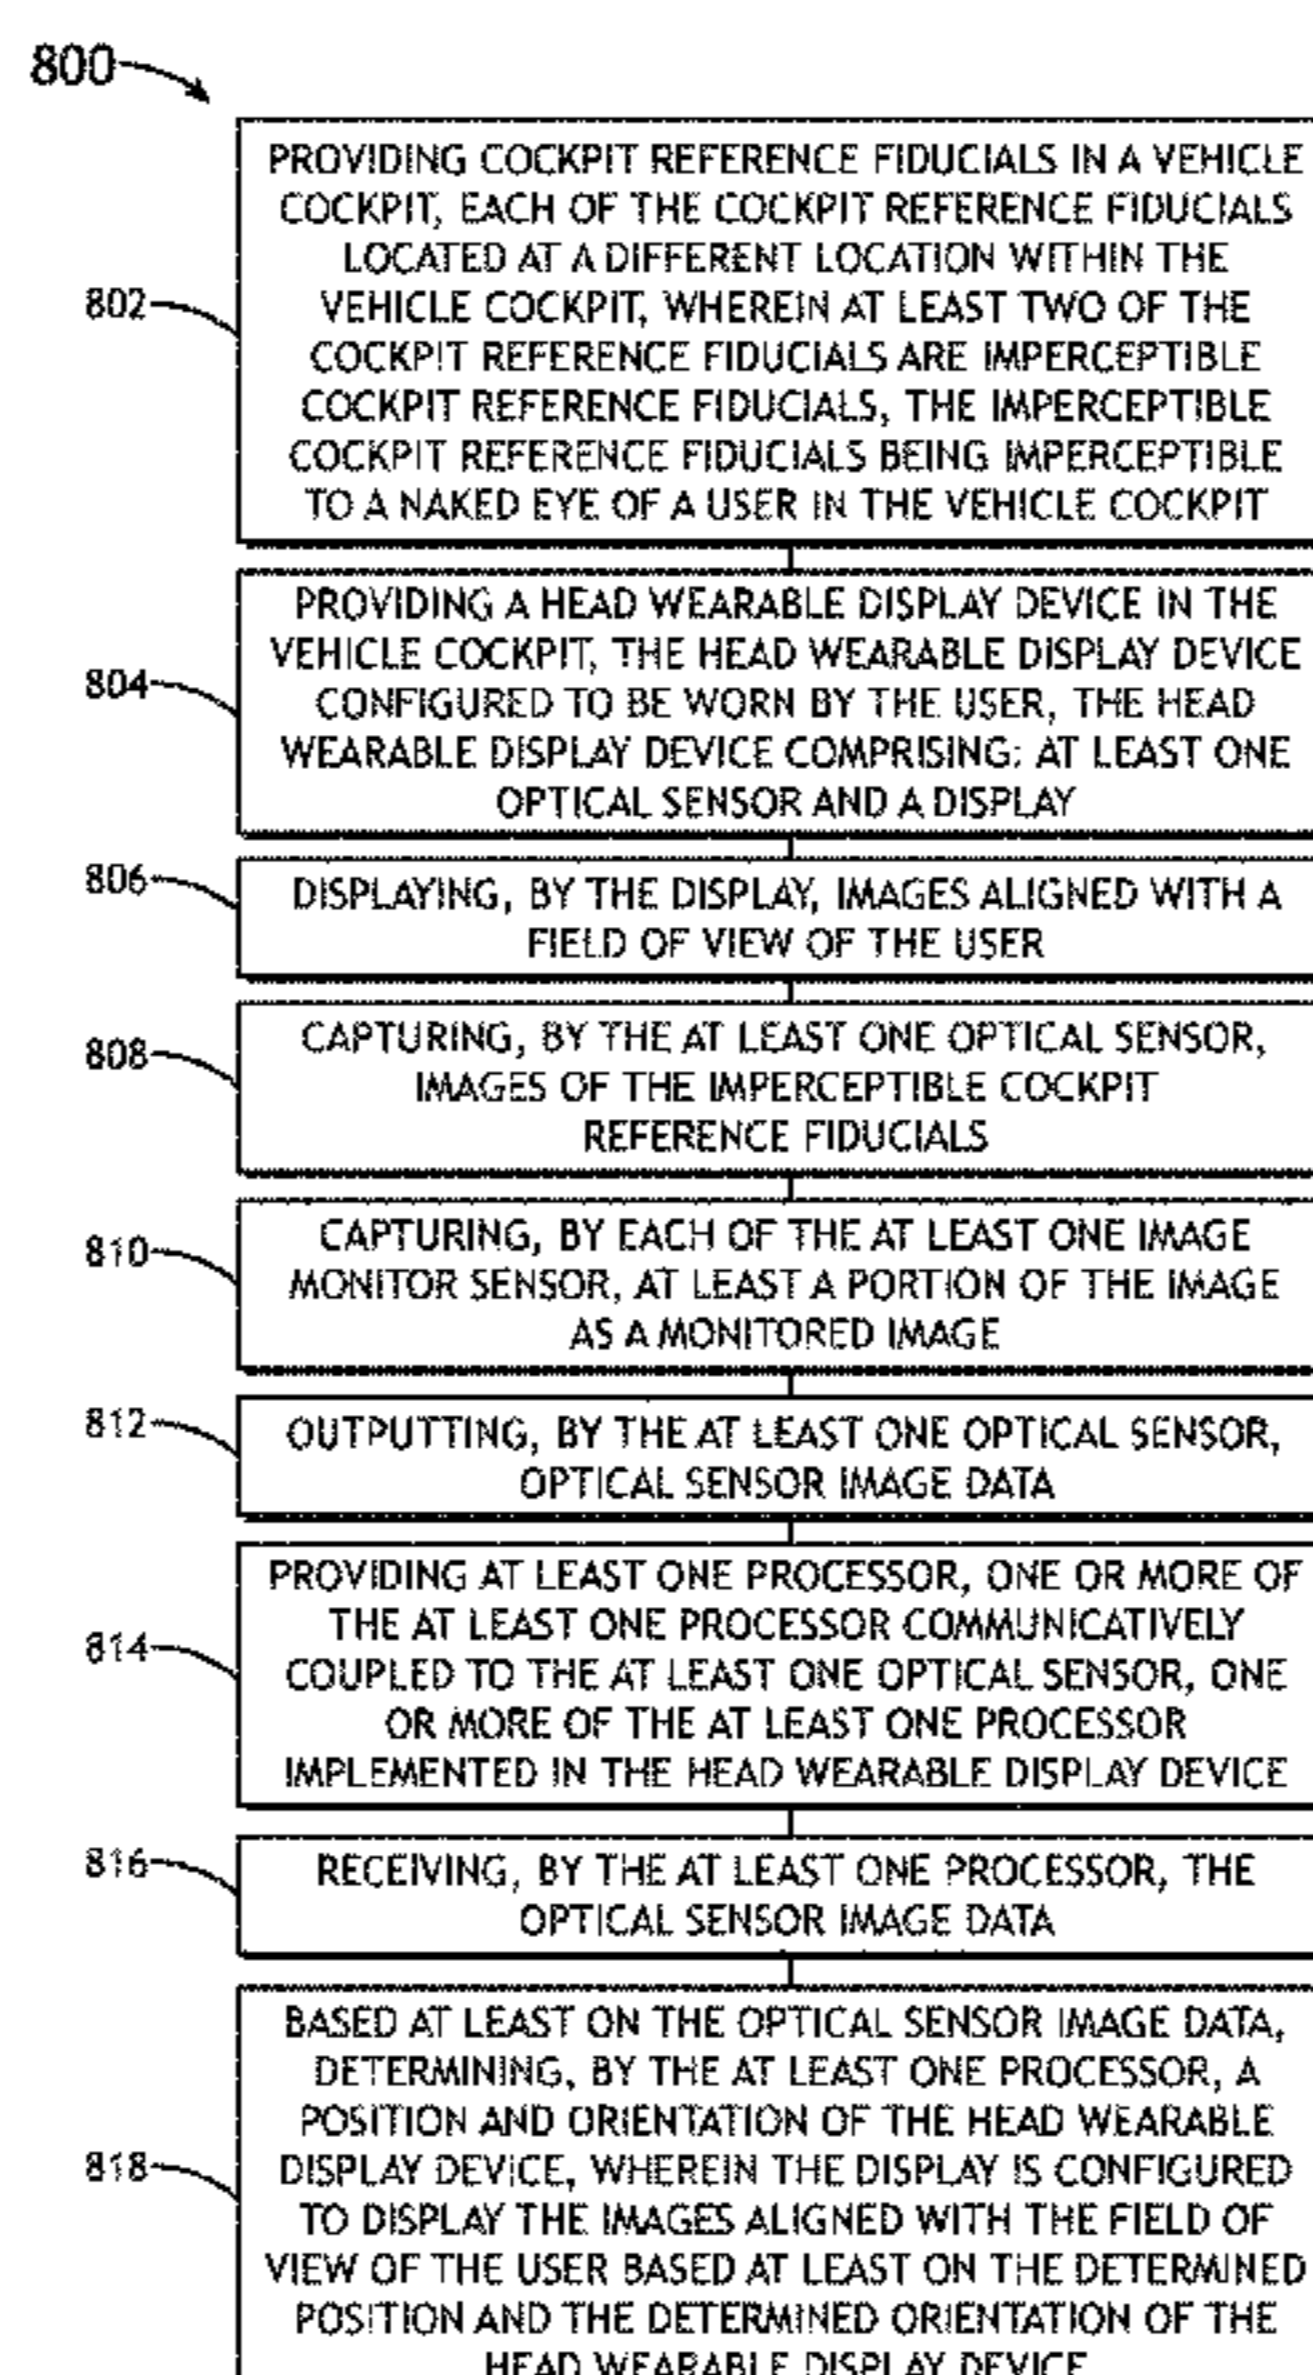 800
PROVIDING COCKPIT REFERENCE FIDUCIALS IN A VEHICLE
COCKPIT, EACH OF THE COCKPIT REFERENCE FIDUCIALS
LOCATED AT A DIFFERENT LOCATION WITHIN THE
802
VEHICLE COCKPIT, WHEREIN AT LEAST TWO OF THE
COCKPIT REFERENCE FIDUCIALS ARE IMPERCEPTIBLE
COCKPIT REFERENCE FIDUCIALS, THE IMPERCEPTIBLE
COCKPIT REFERENCE FIDUCIALS BEING IMPERCEPTIBLE
TO A NAKED EYE OF A USER IN THE VEHICLE COCKPIT
PROVIDING A HEAD WEARABLE DISPLAY DEVICE IN THE
VEHICLE COCKPIT, THE HEAD WEARABLE DISPLAY DEVICE
804
CONFIGURED TO BE WORN BY THE USER, THE HEAD
WEARABLE DISPLAY DEVICE COMPRISING: AT LEAST ONE
OPTICAL SENSOR AND A DISPLAY
806
DISPLAYING, BY THE DISPLAY, IMAGES ALIGNED WITH A
FIELD OF VIEW OF THE USER
808
CAPTURING, BY THE AT LEAST ONE OPTICAL SENSOR,
IMAGES OF THE IMPERCEPTIBLE COCKPIT
REFERENCE FIDUCIALS
810
CAPTURING, BY EACH OF THE AT LEAST ONE IMAGE
MONITOR SENSOR, AT LEAST A PORTION OF THE IMAGE
AS A MONITORED IMAGE
812
OUTPUTTING, BY THE AT LEAST ONE OPTICAL SENSOR,
OPTICAL SENSOR IMAGE DATA
PROVIDING AT LEAST ONE PROCESSOR, ONE OR MORE OF
THE AT LEAST ONE PROCESSOR COMMUNICATIVELY
814
COUPLED TO THE AT LEAST ONE OPTICAL SENSOR, ONE
OR MORE OF THE AT LEAST ONE PROCESSOR
IMPLEMENTED IN THE HEAD WEARABLE DISPLAY DEVICE
816
RECEIVING, BY THE AT LEAST ONE PROCESSOR, THE
OPTICAL SENSOR IMAGE DATA
BASED AT LEAST ON THE OPTICAL SENSOR IMAGE DATA,
DETERMINING, BY THE AT LEAST ONE PROCESSOR, A
POSITION AND ORIENTATION OF THE HEAD WEARABLE
818
DISPLAY DEVICE, WHEREIN THE DISPLAY IS CONFIGURED
TO DISPLAY THE IMAGES ALIGNED WITH THE FIELD OF
VIEW OF THE USER BASED AT LEAST ON THE DETERMINED
POSITION AND THE DETERMINED ORIENTATION OF THE
HEAD WEARABLE DISPLAY DEVICE